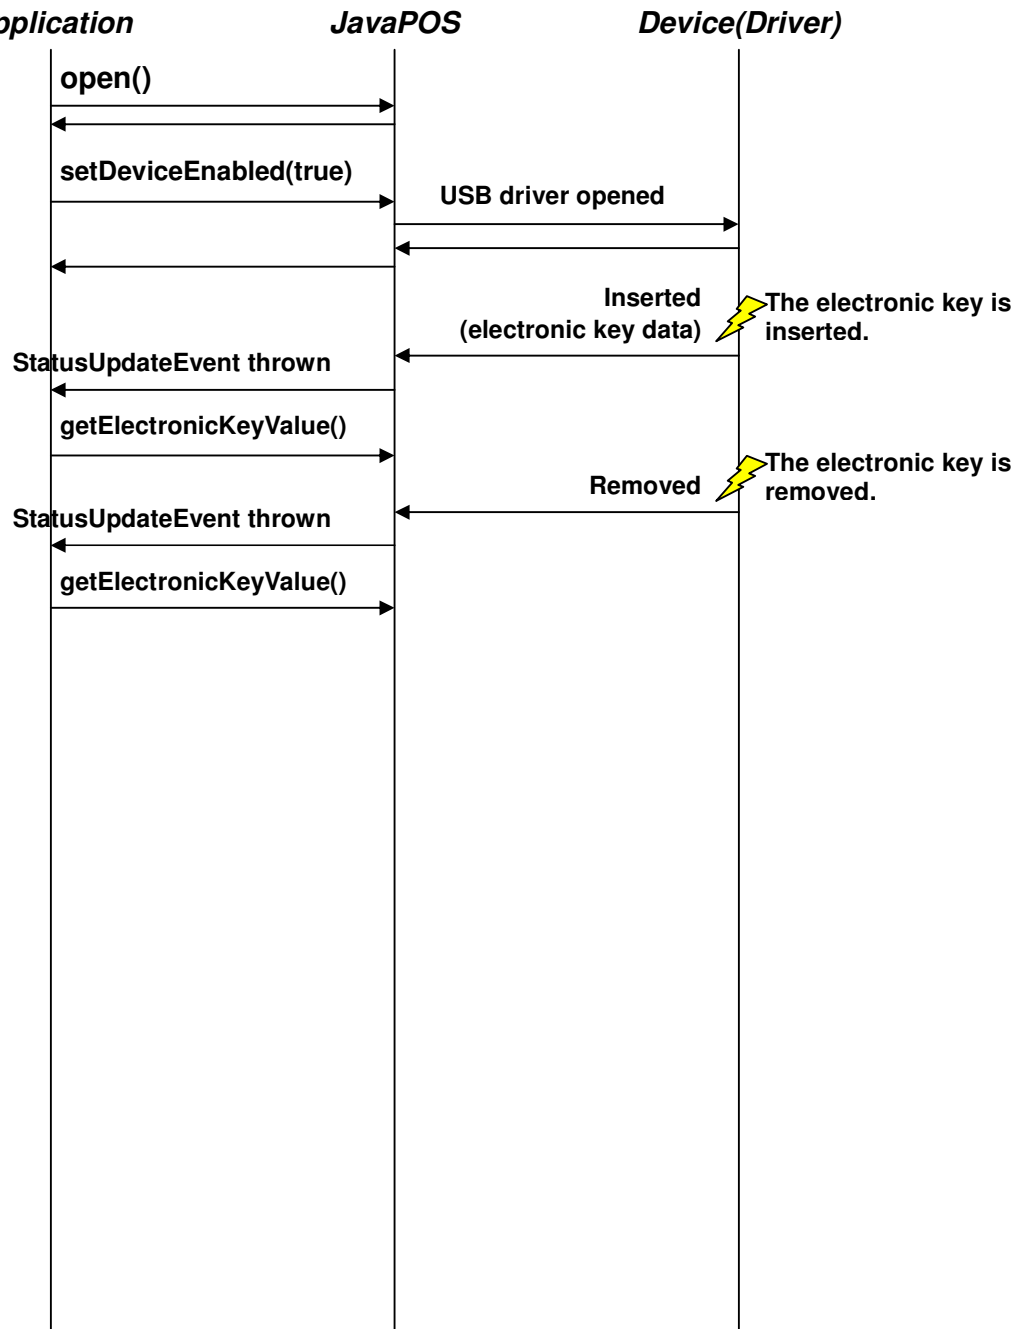 pplication JavaPOS Device(Driver)
open()
setDeviceEnabled(true)
USB driver opened
Inserted
(electronic key data)
The electronic key is
inserted.
StatusUpdateEvent thrown
getElectronicKeyValue()
The electronic key is
removed.
Removed
StatusUpdateEvent thrown
getElectronicKeyValue()